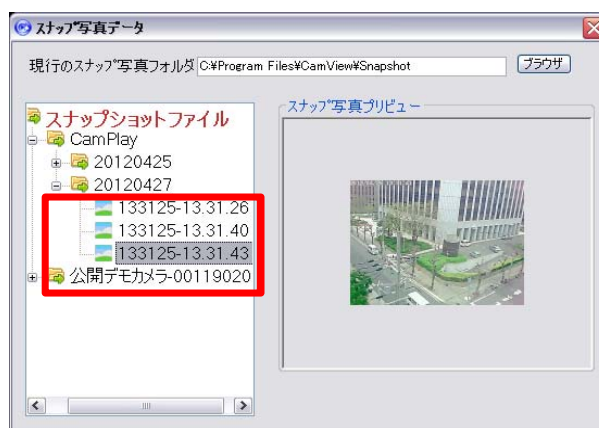 スナップ写真データ
現行のスナップ写真フォルダ C:¥Program Files¥CamView¥Snapshot ブラウザ
スナップショットファイル
CamPlay
20120425
20120427
133125-13.31.26
133125-13.31.40
133125-13.31.43
公開デモカメラ-00119020
スナップ写真プリビュー